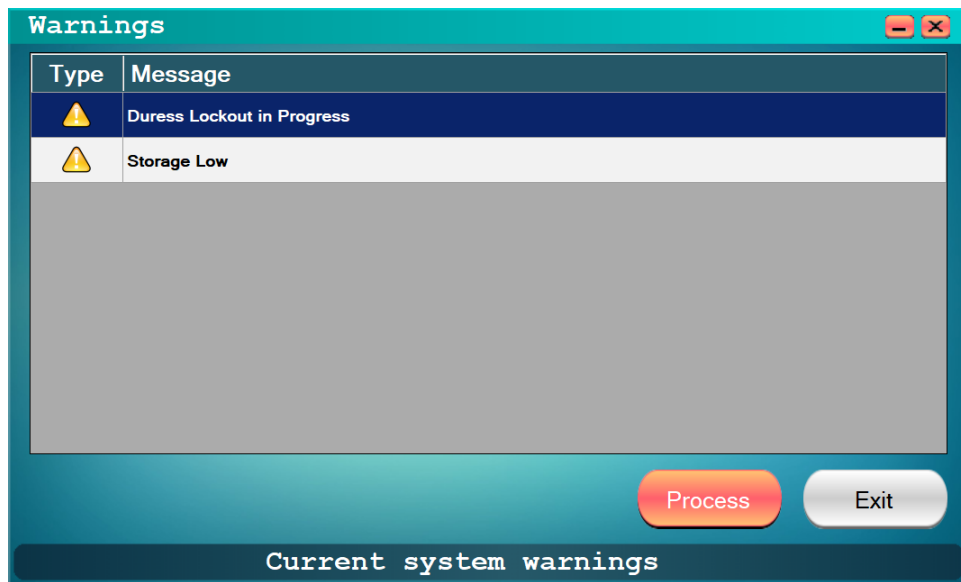 Warnings
Type Message
Duress Lockout in Progress
Storage Low
Process Exit
Current system warnings